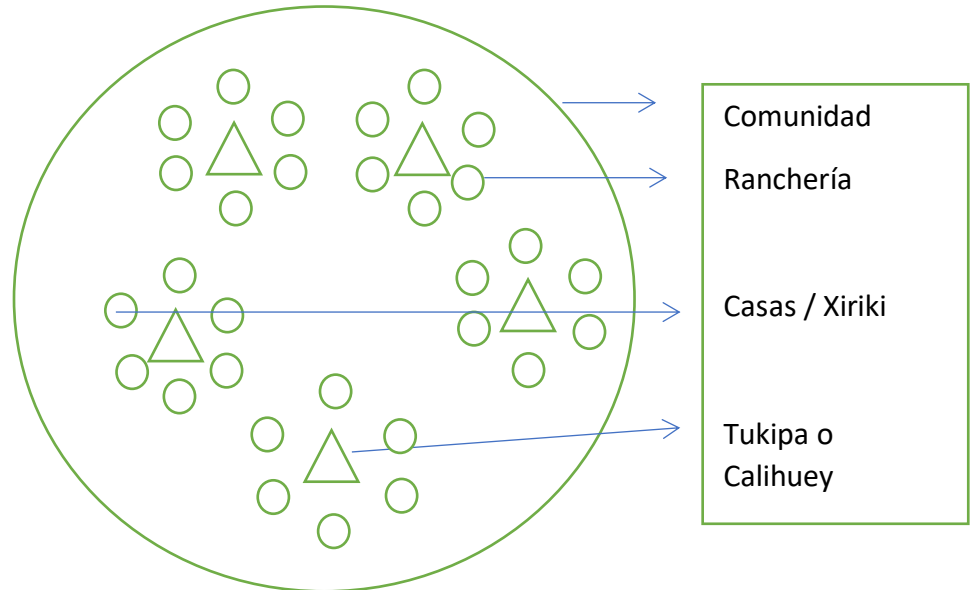 Comunidad
Ranchería
Casas / Xiriki
Tukipa o
Calihuey